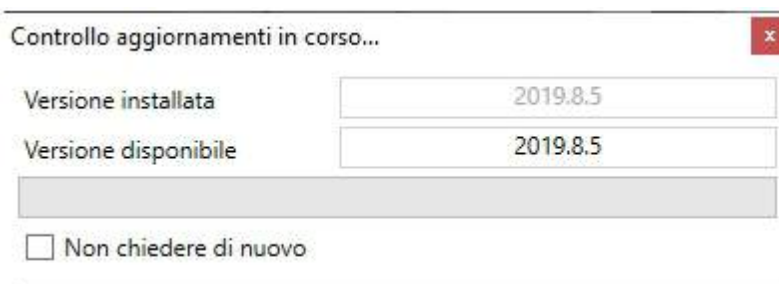 Controllo aggiornamenti in corso...
x
Versione installata 2019.8.5
Versione disponibile 2019.8.5
Non chiedere di nuovo